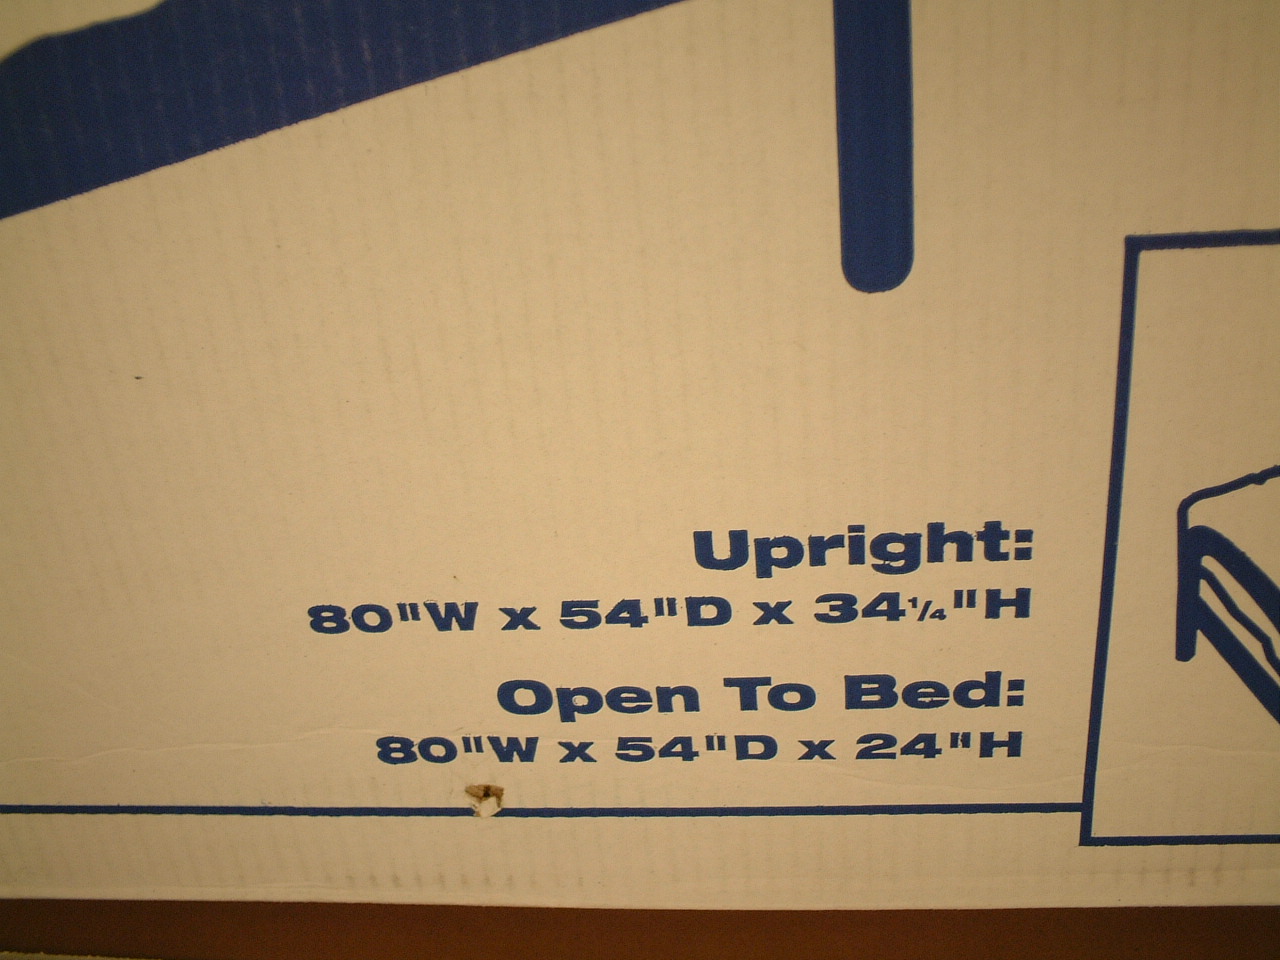 Upright:
80"W x 54"D x 34¼"H
Open To Bed:
80"W x 54"D x 24"H